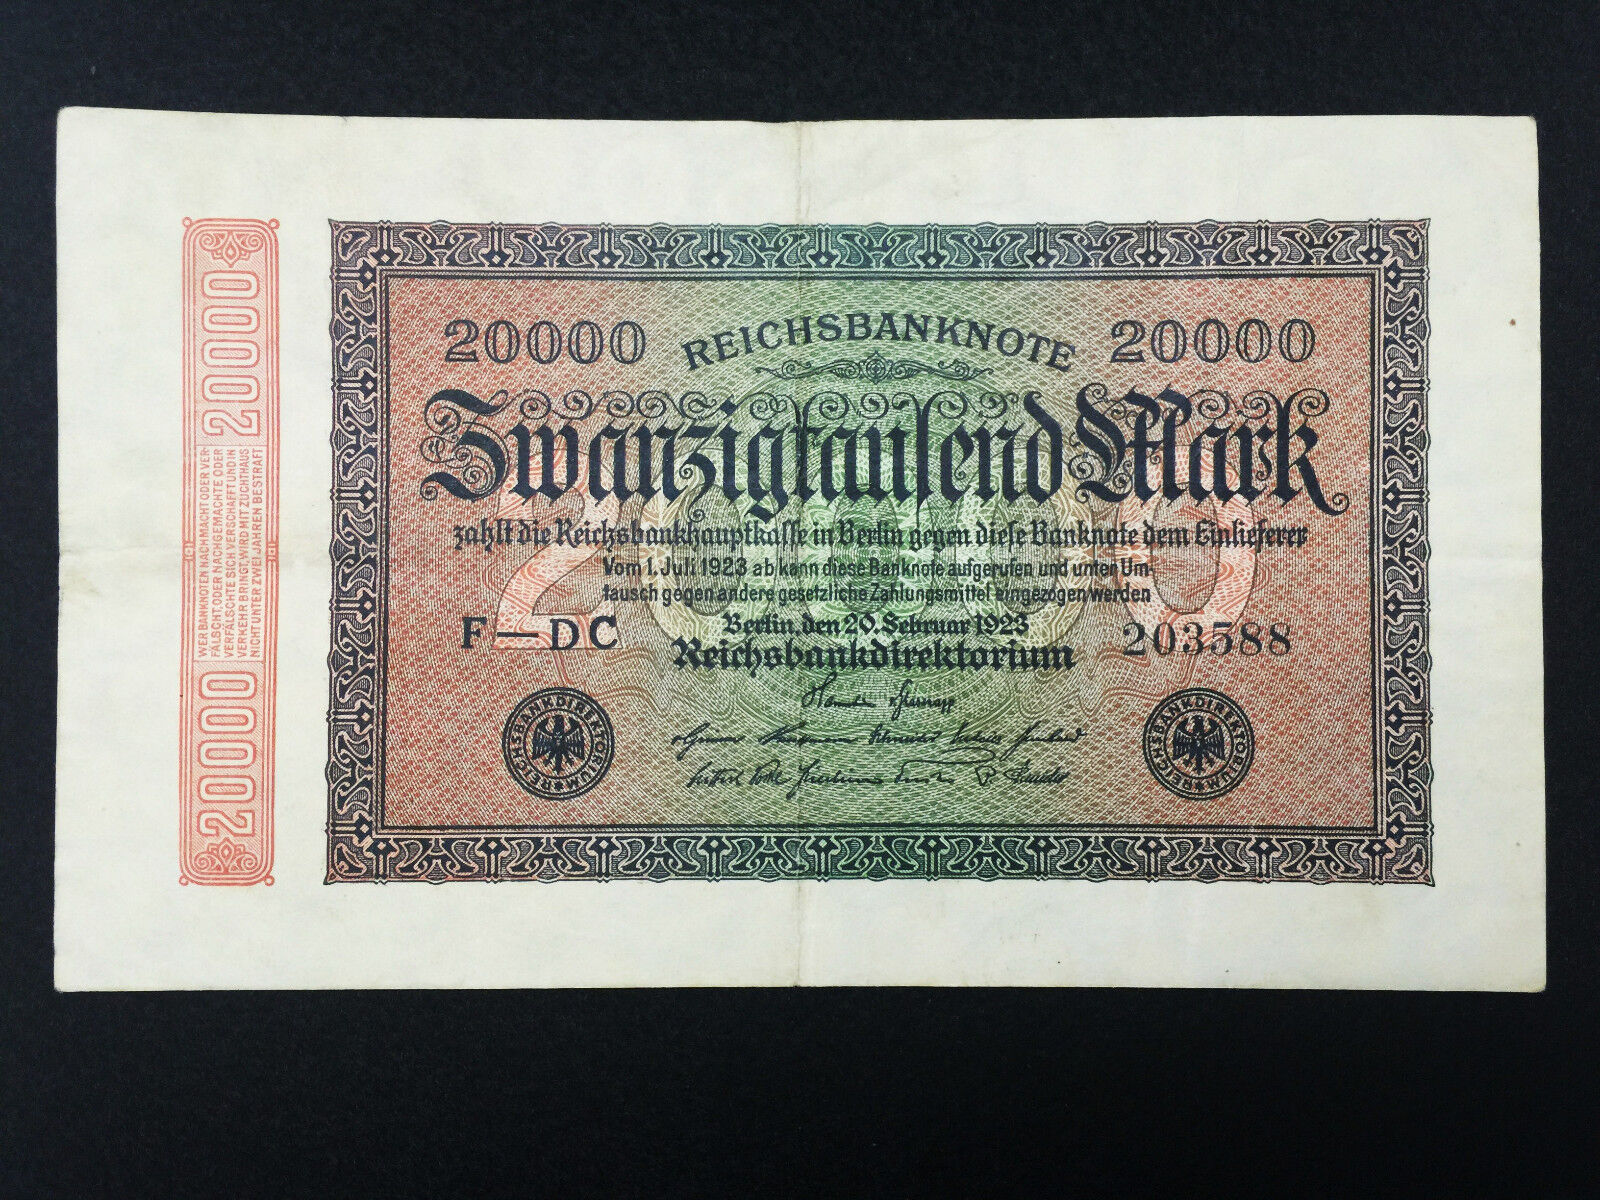 20000
WER BANKNOTEN NACHMACHT ODER VER-
FÄLSCHT, ODER NACHGEMACHTE ODER
VERFÄLSCHTE SICH VERSCHAFFT UND IN
VERKEHR BRINGT, WIRD MIT ZUCHTHAUS
NICHT UNTER ZWEI JAHREN BESTRAFT
20000
20000 REICHSBANKNOTE 20000
Zwanzigtausend Mark
zahlt die Reichsbankhauptkasse in Berlin gegen diese Banknote dem Einlieferer
Vom 1. Juli 1923 ab kann diese Banknote aufgerufen und unter Um-
tausch gegen andere gesetzliche Zahlungsmittel eingezogen werden
Berlin, den 20. Februar 1923
F—DC Reichsbankdirektorium 203588
20000
REICHSBANKDIREKTORIUM
REICHSBANKDIREKTORIUM